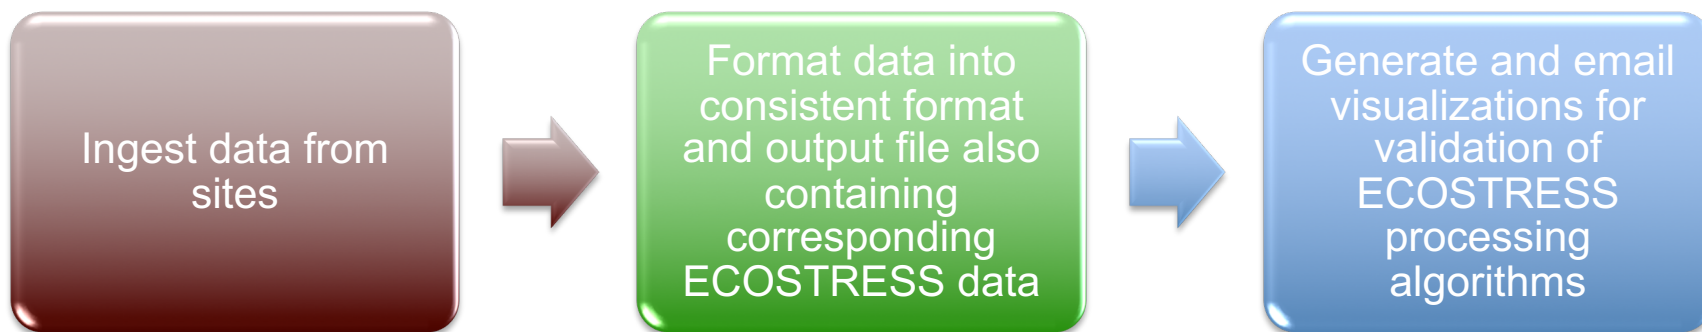 Ingest data from
sites
Format data into
consistent format
and output file also
containing
corresponding
ECOSTRESS data
Generate and email
visualizations for
validation of
ECOSTRESS
processing
algorithms